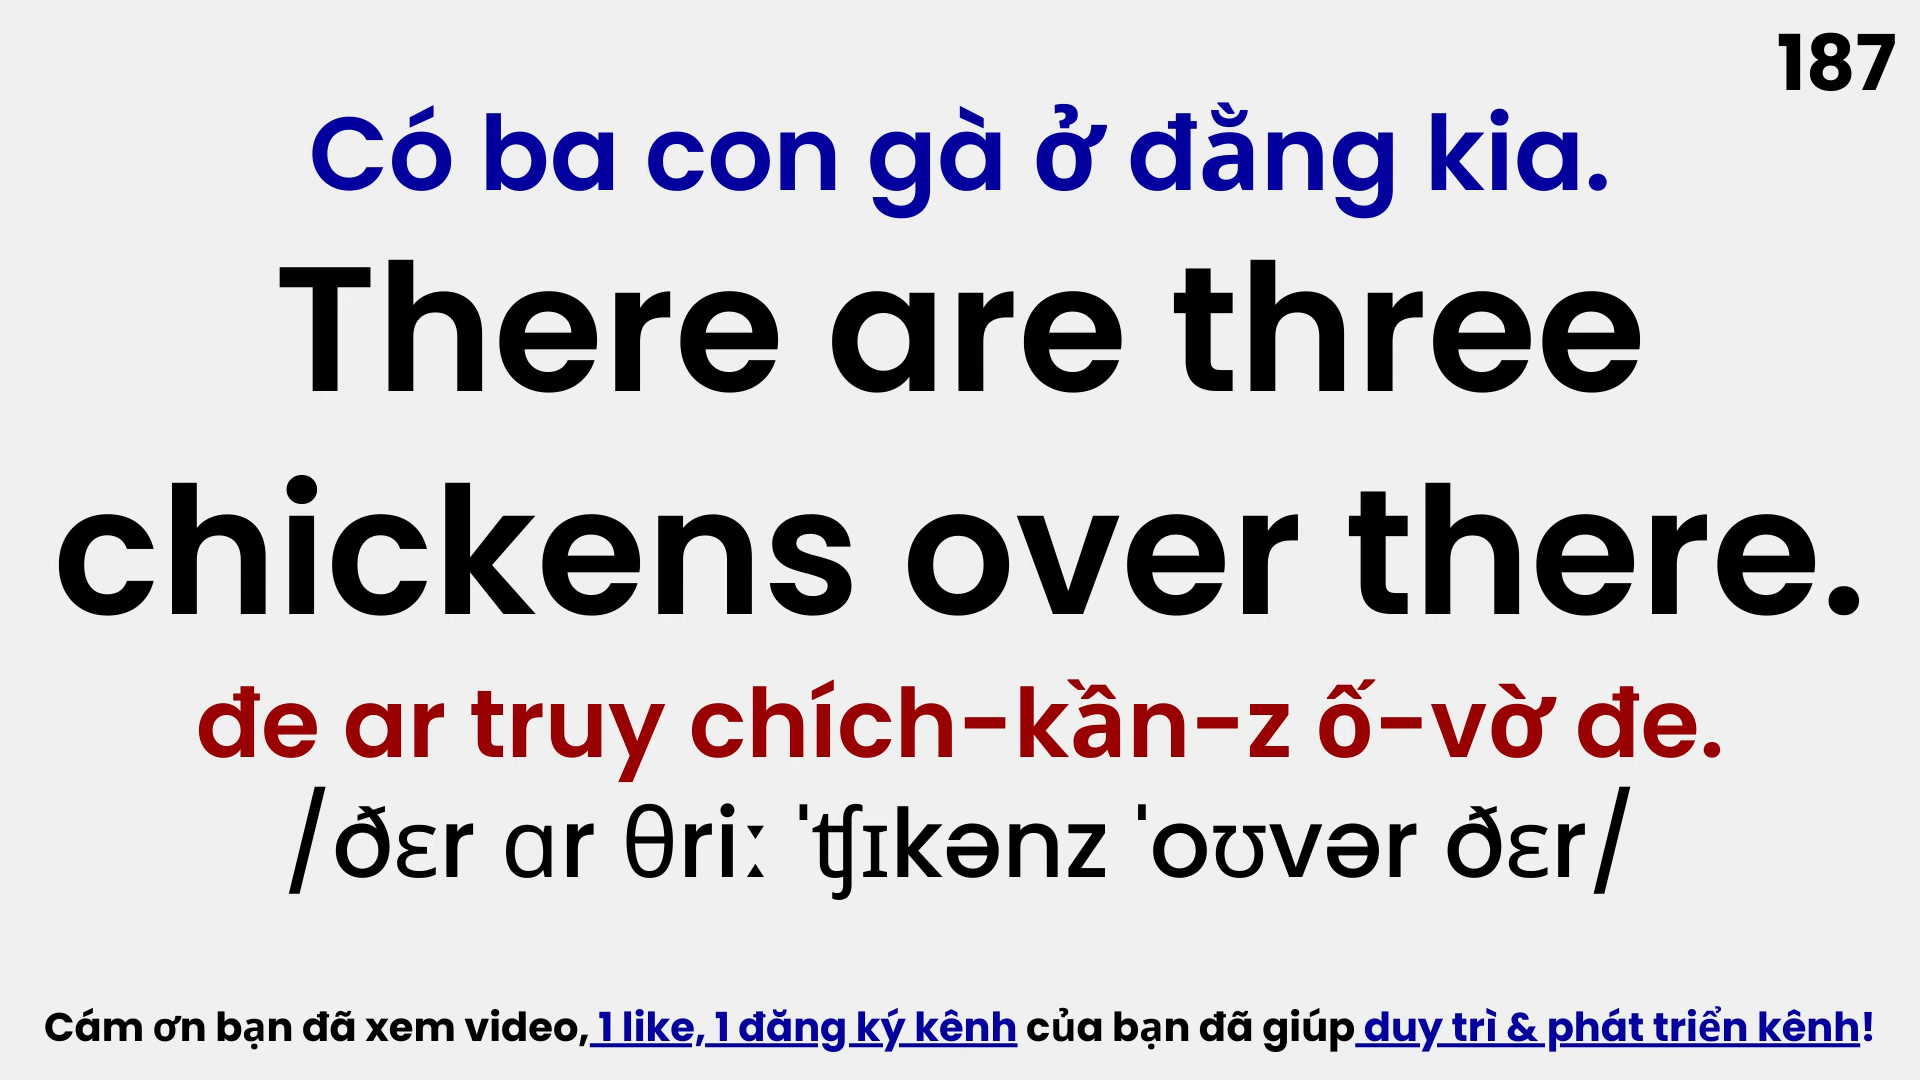 187
Có ba con gà ở đằng kia.
There are three
chickens over there.
đe ar truy chích-kần-z ố-vờ đe.
/ðɛr ɑr θriː ˈʧɪkənz ˈoʊvər ðɛr/
Cám ơn bạn đã xem video, 1 like, 1 đăng ký kênh của bạn đã giúp duy trì & phát triển kênh!